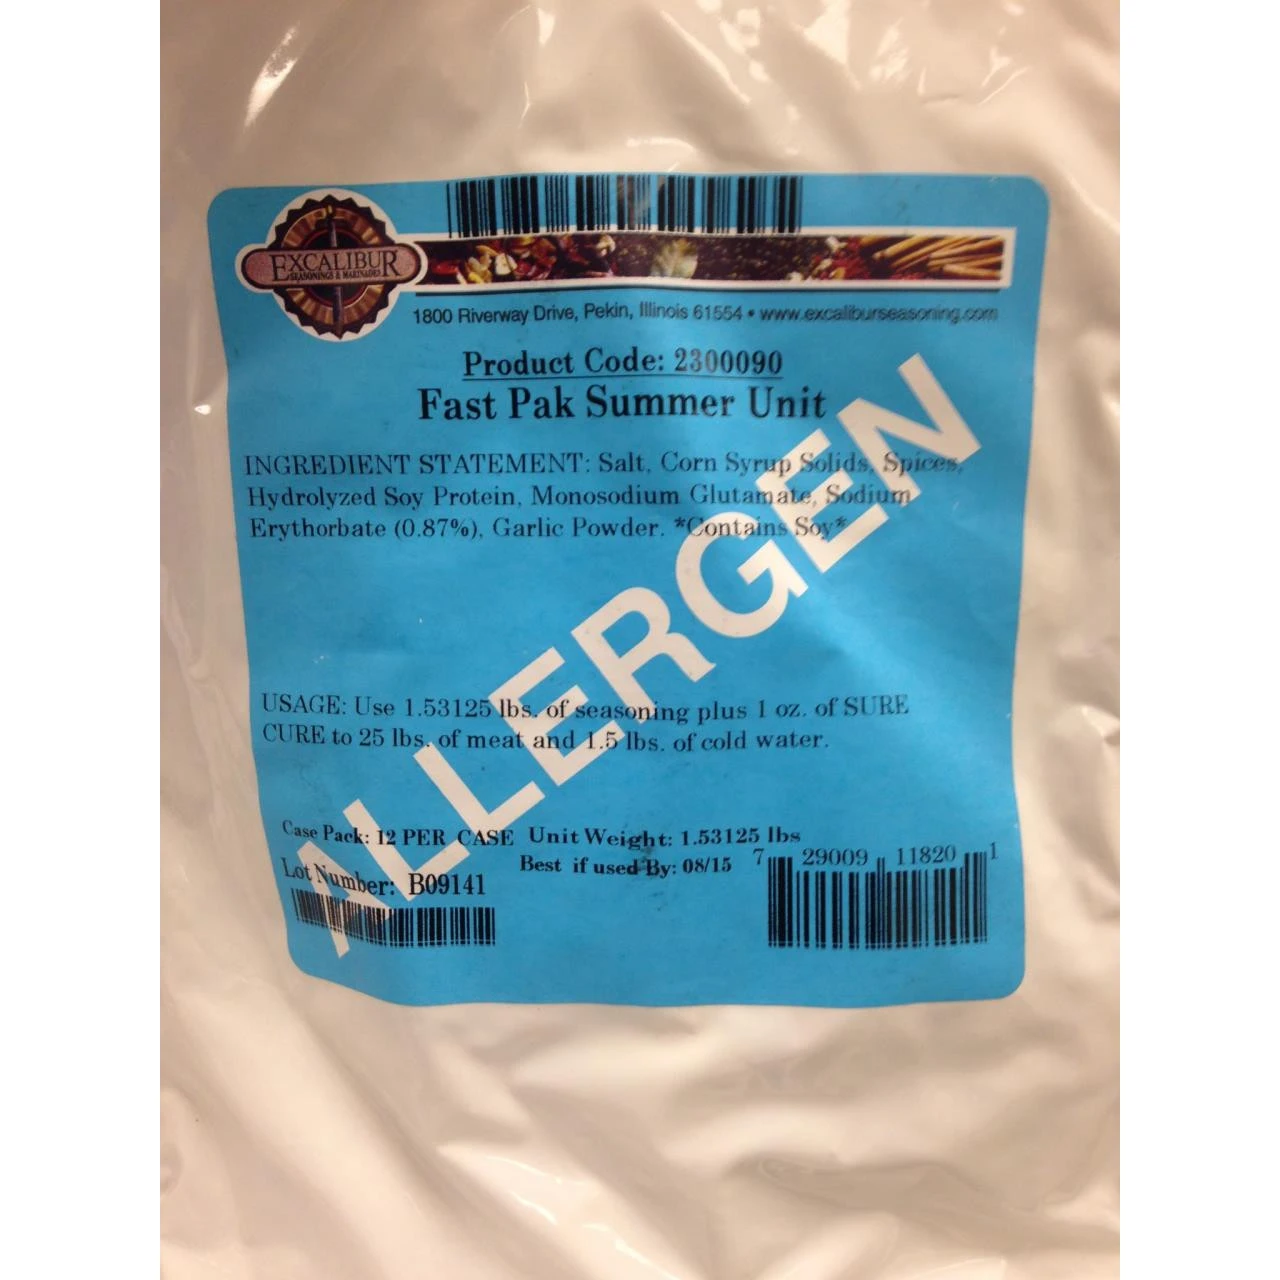 EXCALIBUR
SEASONINGS & MARINADES
1800 Riverway Drive, Pekin, Illinois 61554 • www.excaliburseasoning.com
Product Code: 2300090
Fast Pak Summer Unit
INGREDIENT STATEMENT: Salt, Corn Syrup Solids, Spices,
Hydrolyzed Soy Protein, Monosodium Glutamate, Sodium
Erythorbate (0.87%), Garlic Powder. *Contains Soy*
ALLERGEN
USAGE: Use 1.53125 lbs. of seasoning plus 1 oz. of SURE
CURE to 25 lbs. of meat and 1.5 lbs. of cold water.
Case Pack: 12 PER CASE Unit Weight: 1.53125 lbs
Best if used By: 08/15
Lot Number: B09141
7 29009 11820 1